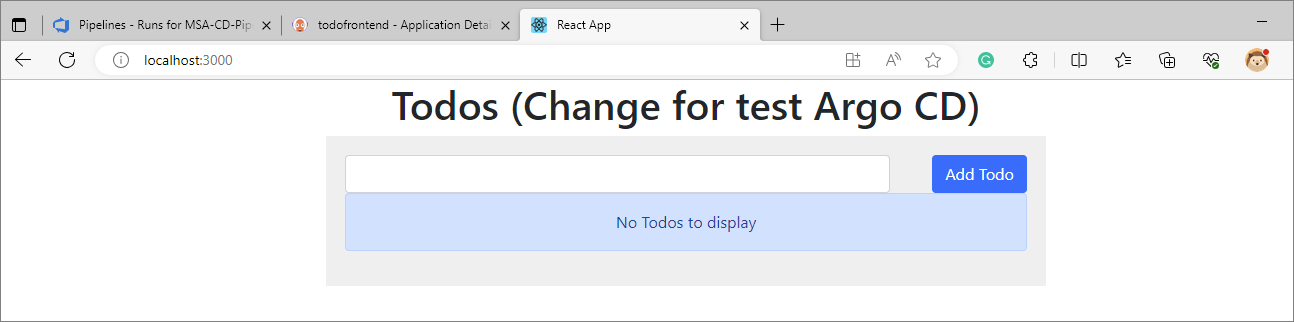 Pipelines - Runs for MSA-CD-Pip
todofrontend - Application Detai
React App
localhost:3000
Todos (Change for test Argo CD)
Add Todo
No Todos to display